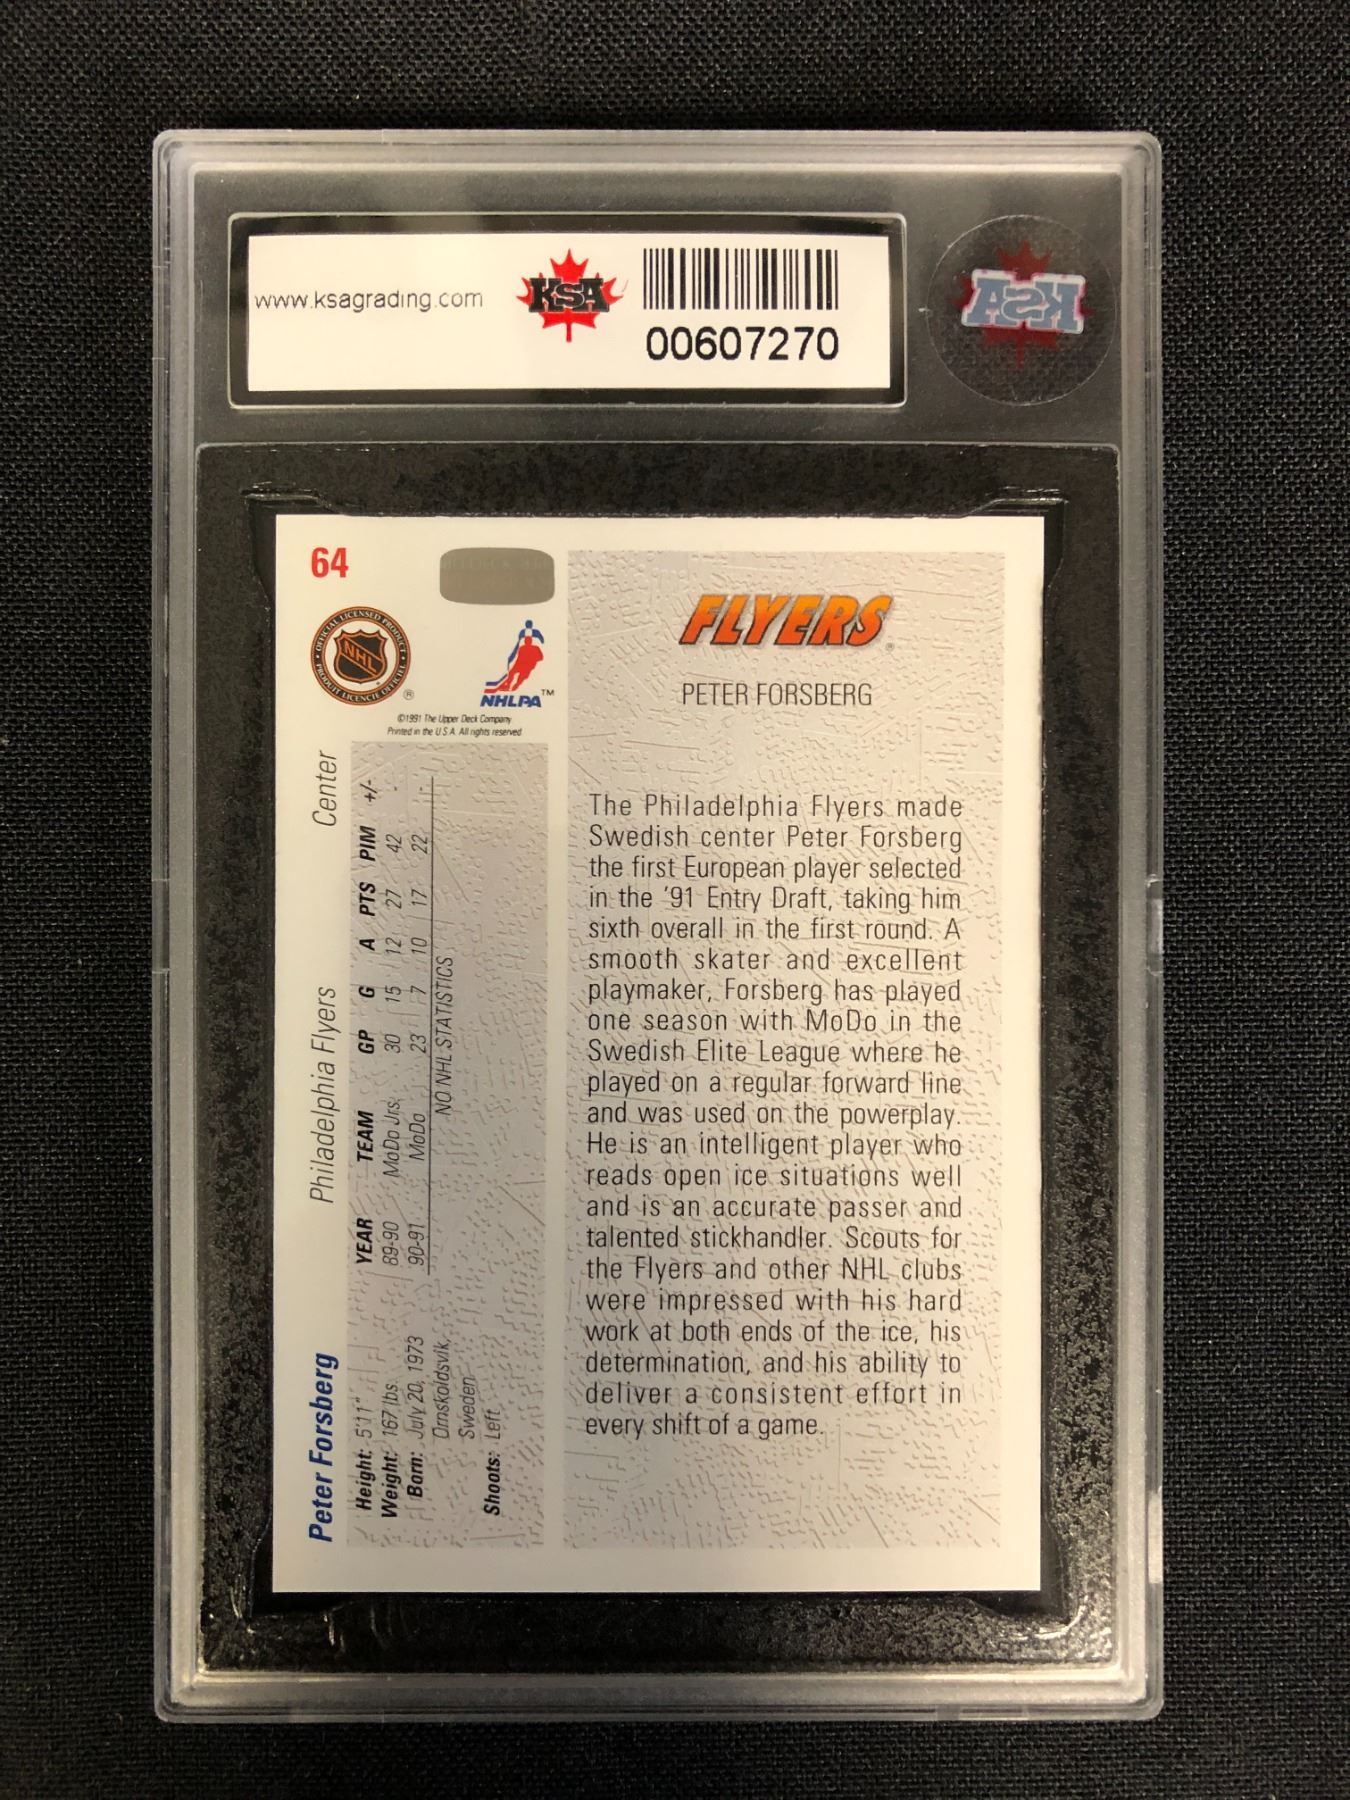 www.ksagrading.com
KSA
00607270
KSA
64
OFFICIAL LICENSED PRODUCT
NHL
PRODUIT LICENCIE OFFICIEL
®
NHLPA™
©1991 The Upper Deck Company
Printed in the U.S.A. All rights reserved
Peter Forsberg Philadelphia Flyers Center
Height: 5'11"
Weight: 167 lbs.
Born: July 20, 1973
Ornskoldsvik,
Sweden
Shoots: Left
YEAR TEAM GP G A PTS PIM +/-
89-90 MoDo Jrs. 30 15 12 27 42 -
90-91 MoDo 23 7 10 17 22 -
NO NHL STATISTICS
FLYERS®
PETER FORSBERG
The Philadelphia Flyers made
Swedish center Peter Forsberg
the first European player selected
in the '91 Entry Draft, taking him
sixth overall in the first round. A
smooth skater and excellent
playmaker, Forsberg has played
one season with MoDo in the
Swedish Elite League where he
played on a regular forward line
and was used on the powerplay.
He is an intelligent player who
reads open ice situations well
and is an accurate passer and
talented stickhandler. Scouts for
the Flyers and other NHL clubs
were impressed with his hard
work at both ends of the ice, his
determination, and his ability to
deliver a consistent effort in
every shift of a game.